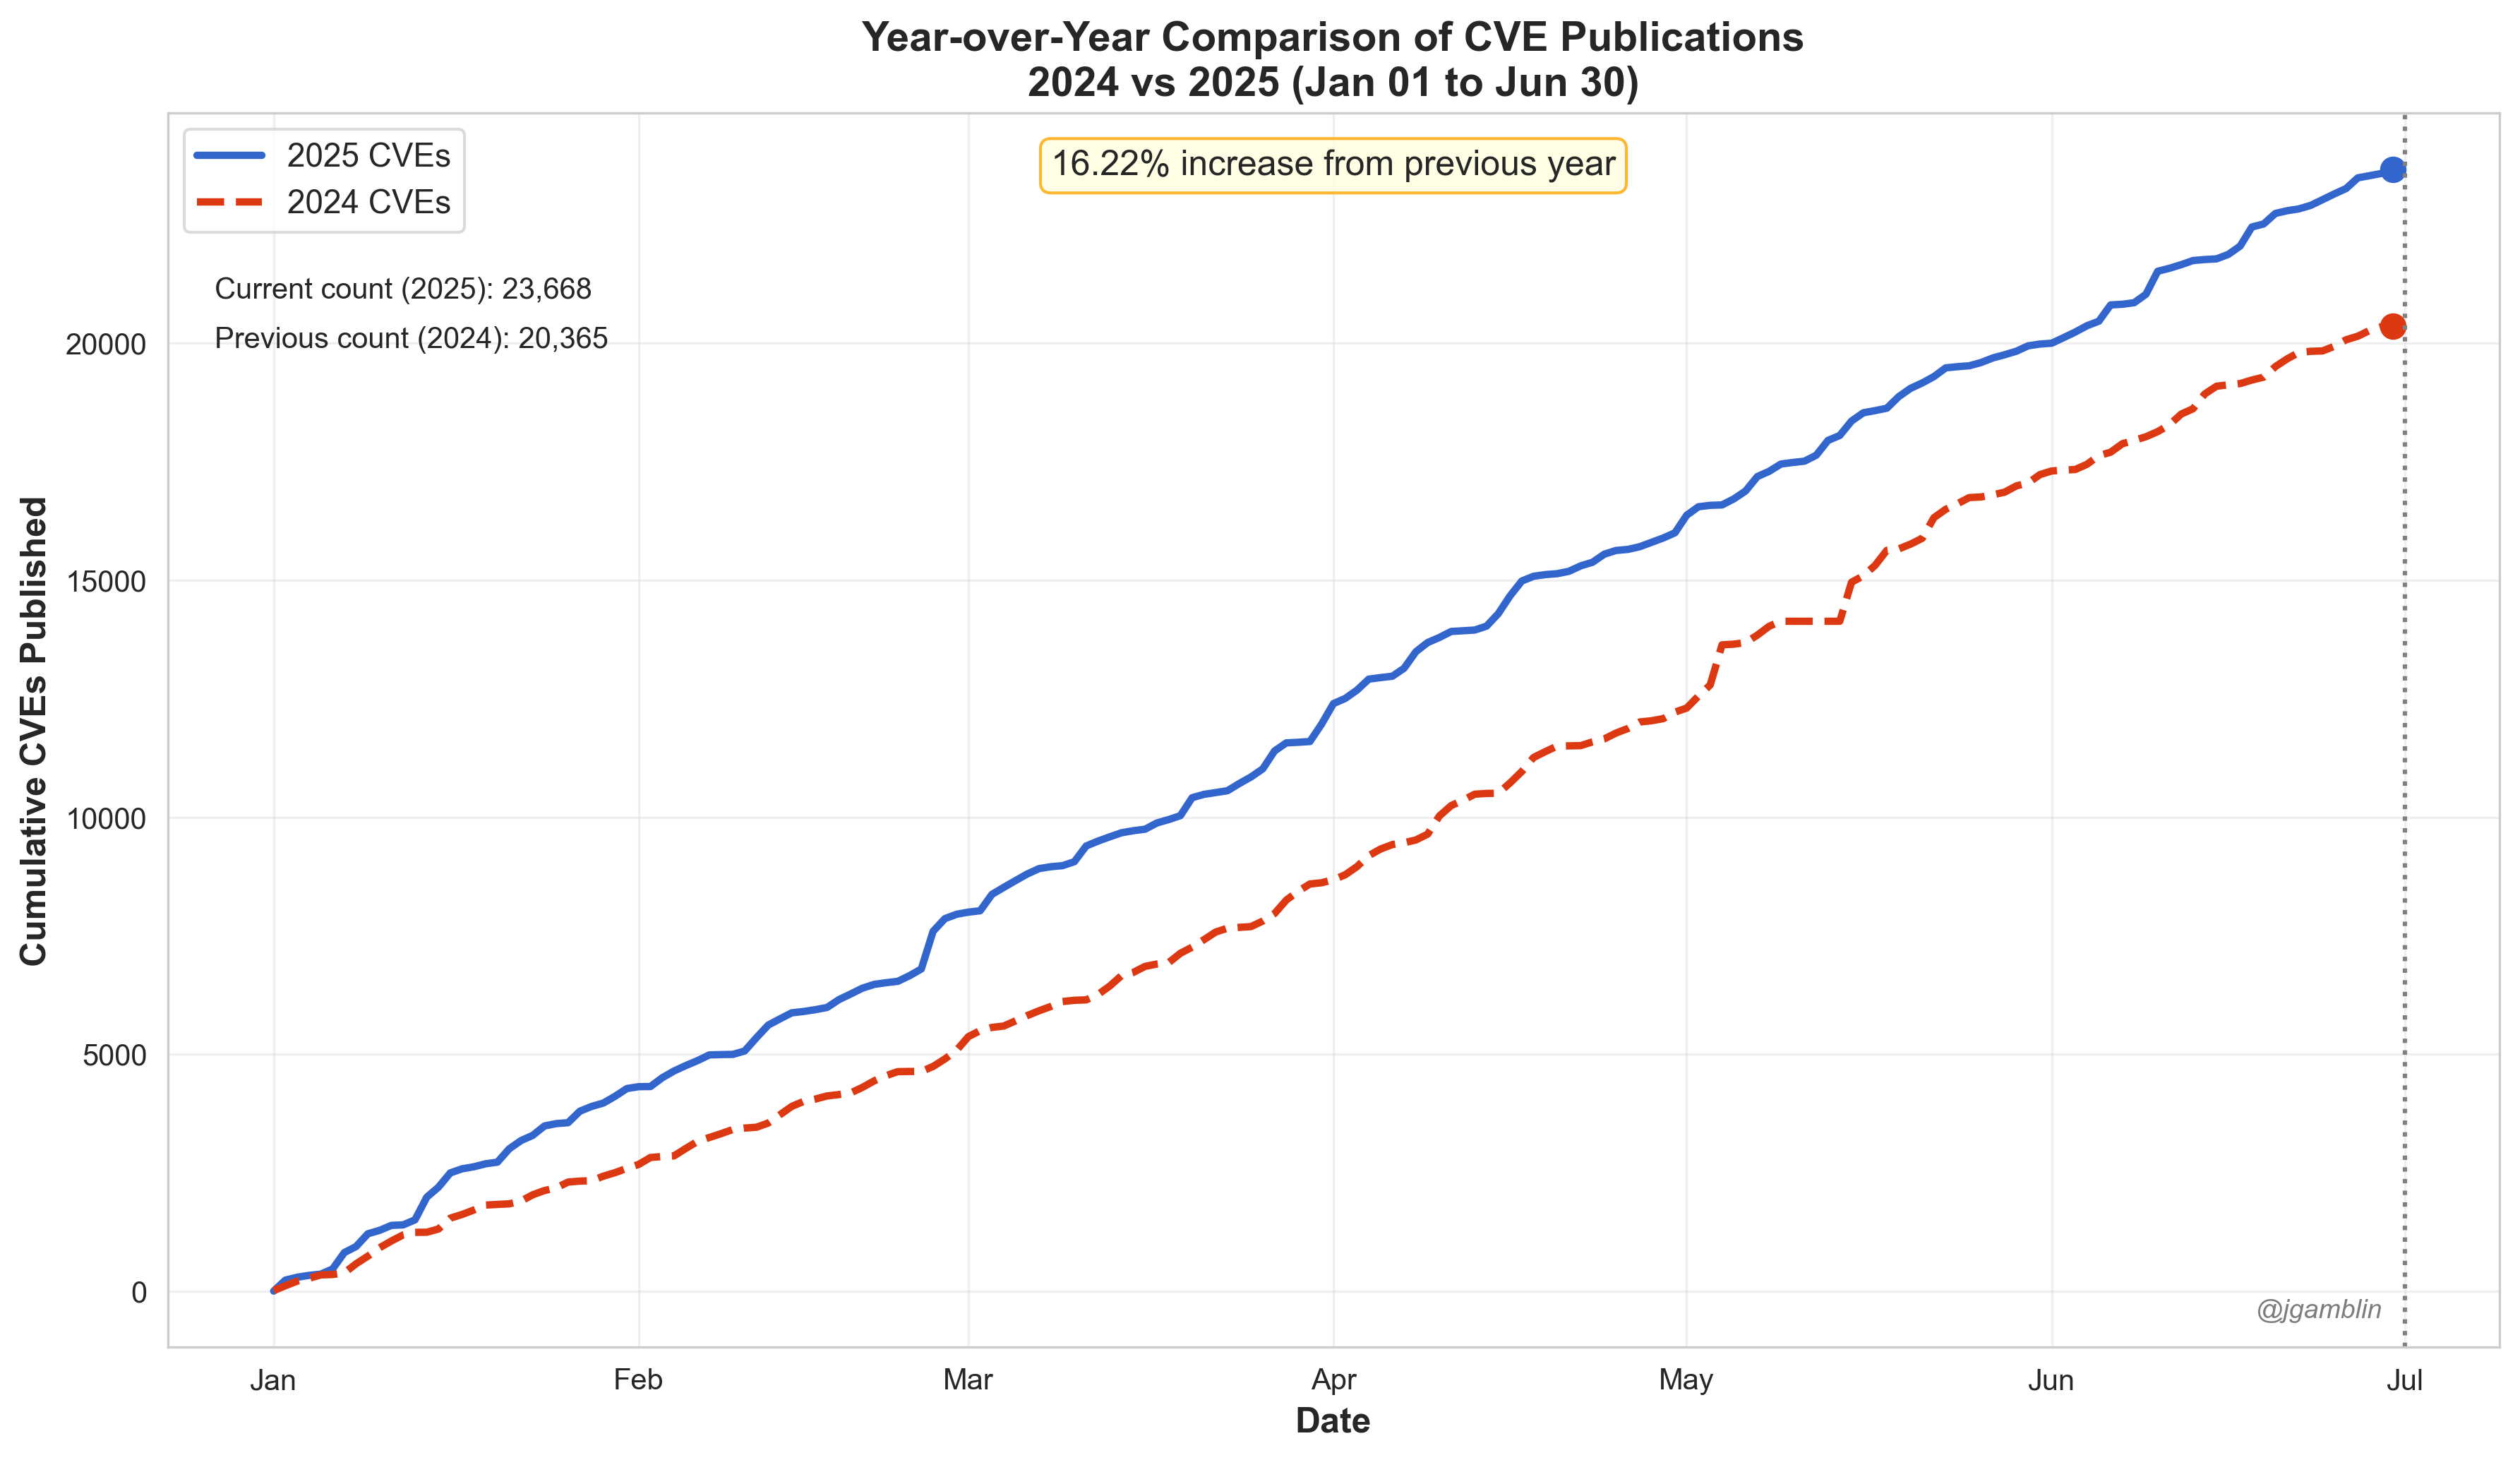 Year-over-Year Comparison of CVE Publications
2024 vs 2025 (Jan 01 to Jun 30)
2025 CVEs
2024 CVEs
16.22% increase from previous year
Current count (2025): 23,668
Previous count (2024): 20,365
Cumulative CVEs Published
20000
15000
10000
5000
0
@jgamblin
Jan Feb Mar Apr May Jun Jul
Date